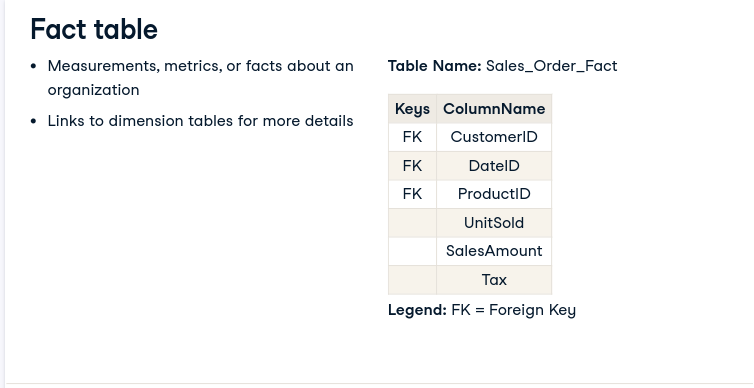 Fact table
• Measurements, metrics, or facts about an
organization
• Links to dimension tables for more details
Table Name: Sales_Order_Fact
Keys ColumnName
FK CustomerID
FK DateID
FK ProductID
UnitSold
SalesAmount
Tax
Legend: FK = Foreign Key